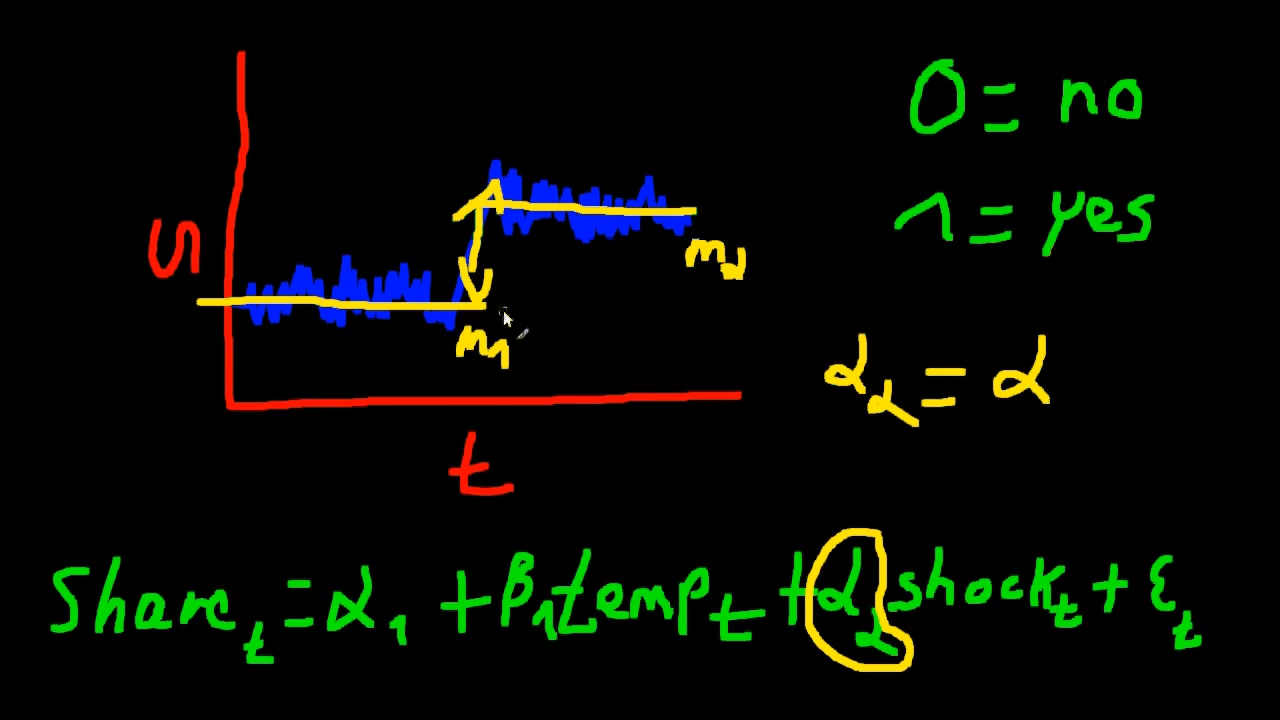 0 = no
1 = yes
S
m₂
m₁
α₂ =
t
Shareₜ = α₁ + β₁tempₜ + α₂shockₜ + εₜ